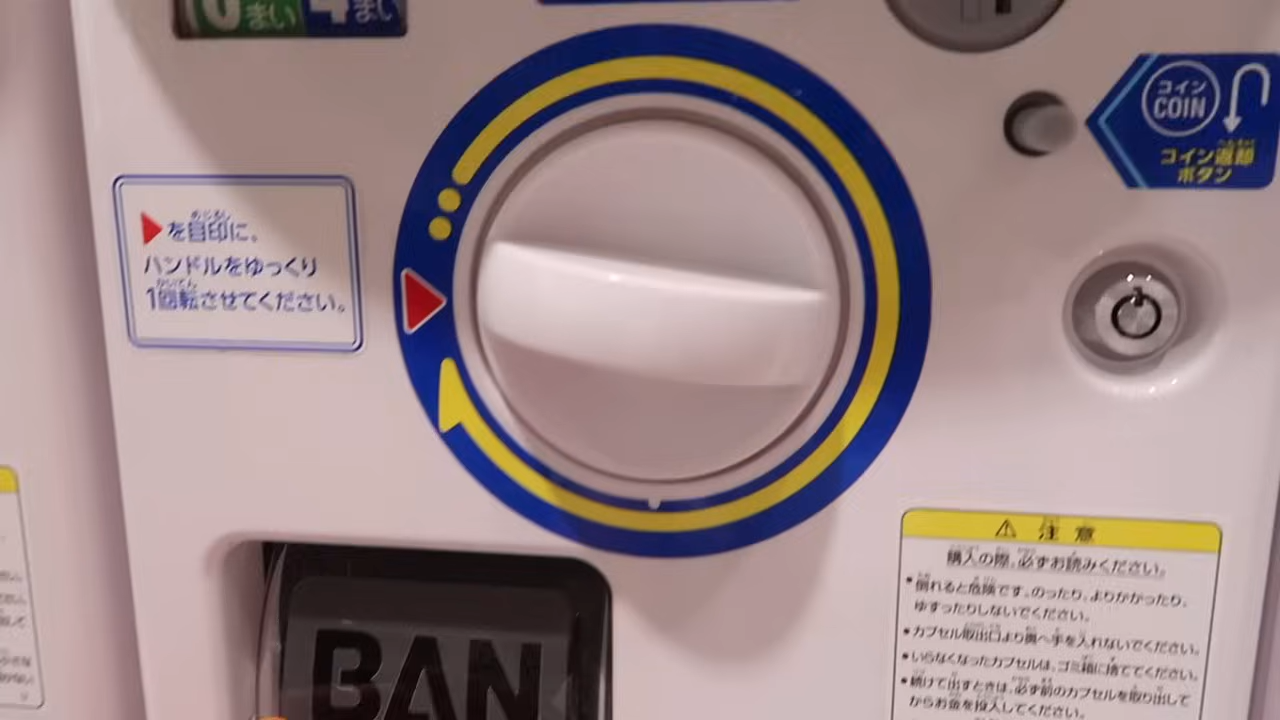 まい
まい
▶を目印に、
ハンドルをゆっくり
1回転させてください。
コイン
COIN
コイン返却
ボタン
BAN
⚠ 注意
購入の際、必ずお読みください。
•倒れると危険です。のったり、よりかかったり、
ゆすったりしないでください。
•カプセル取出口より奥へ手を入れないでください。
•いらなくなったカプセルは、ゴミ箱に捨ててください。
•続けて出すときは、必ず前のカプセルを取り出して
からお金を投入してください。